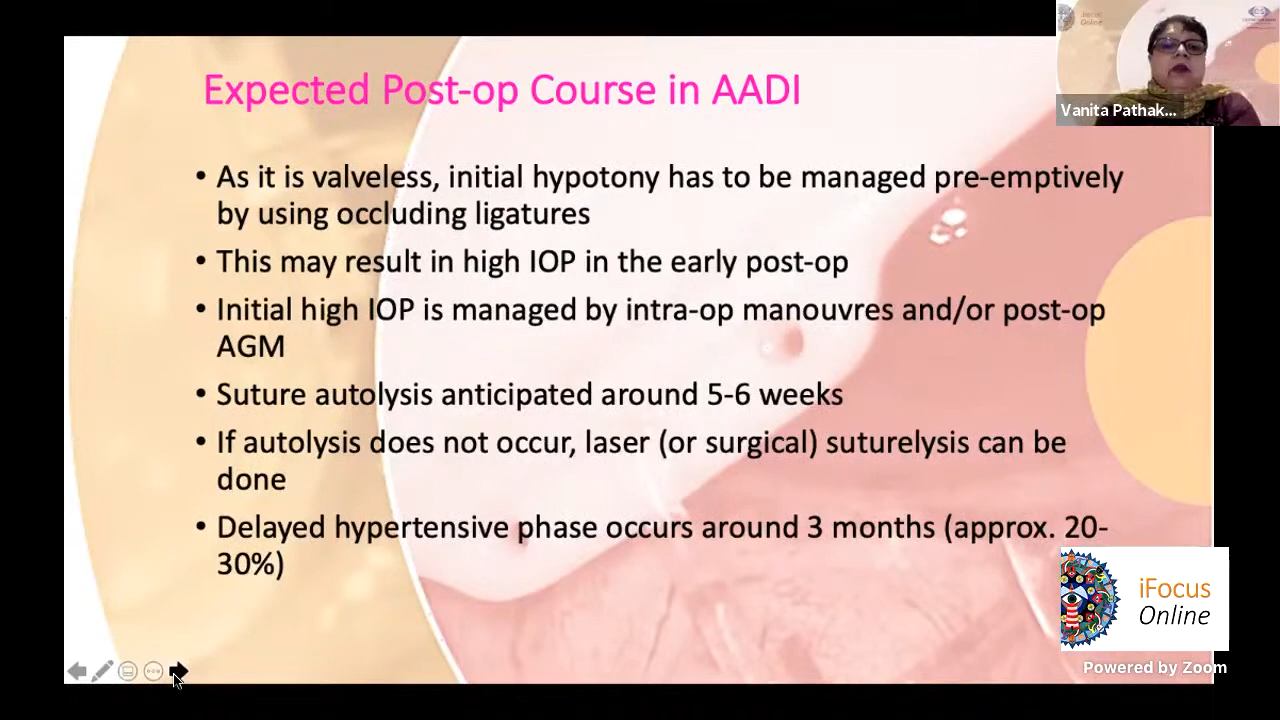 Expected Post-op Course in AADI
Vanita Pathak...
• As it is valveless, initial hypotony has to be managed pre-emptively
by using occluding ligatures
• This may result in high IOP in the early post-op
• Initial high IOP is managed by intra-op manouvres and/or post-op
AGM
• Suture autolysis anticipated around 5-6 weeks
• If autolysis does not occur, laser (or surgical) suturelysis can be
done
• Delayed hypertensive phase occurs around 3 months (approx. 20-
30%)
iFocus
Online
Powered by Zoom